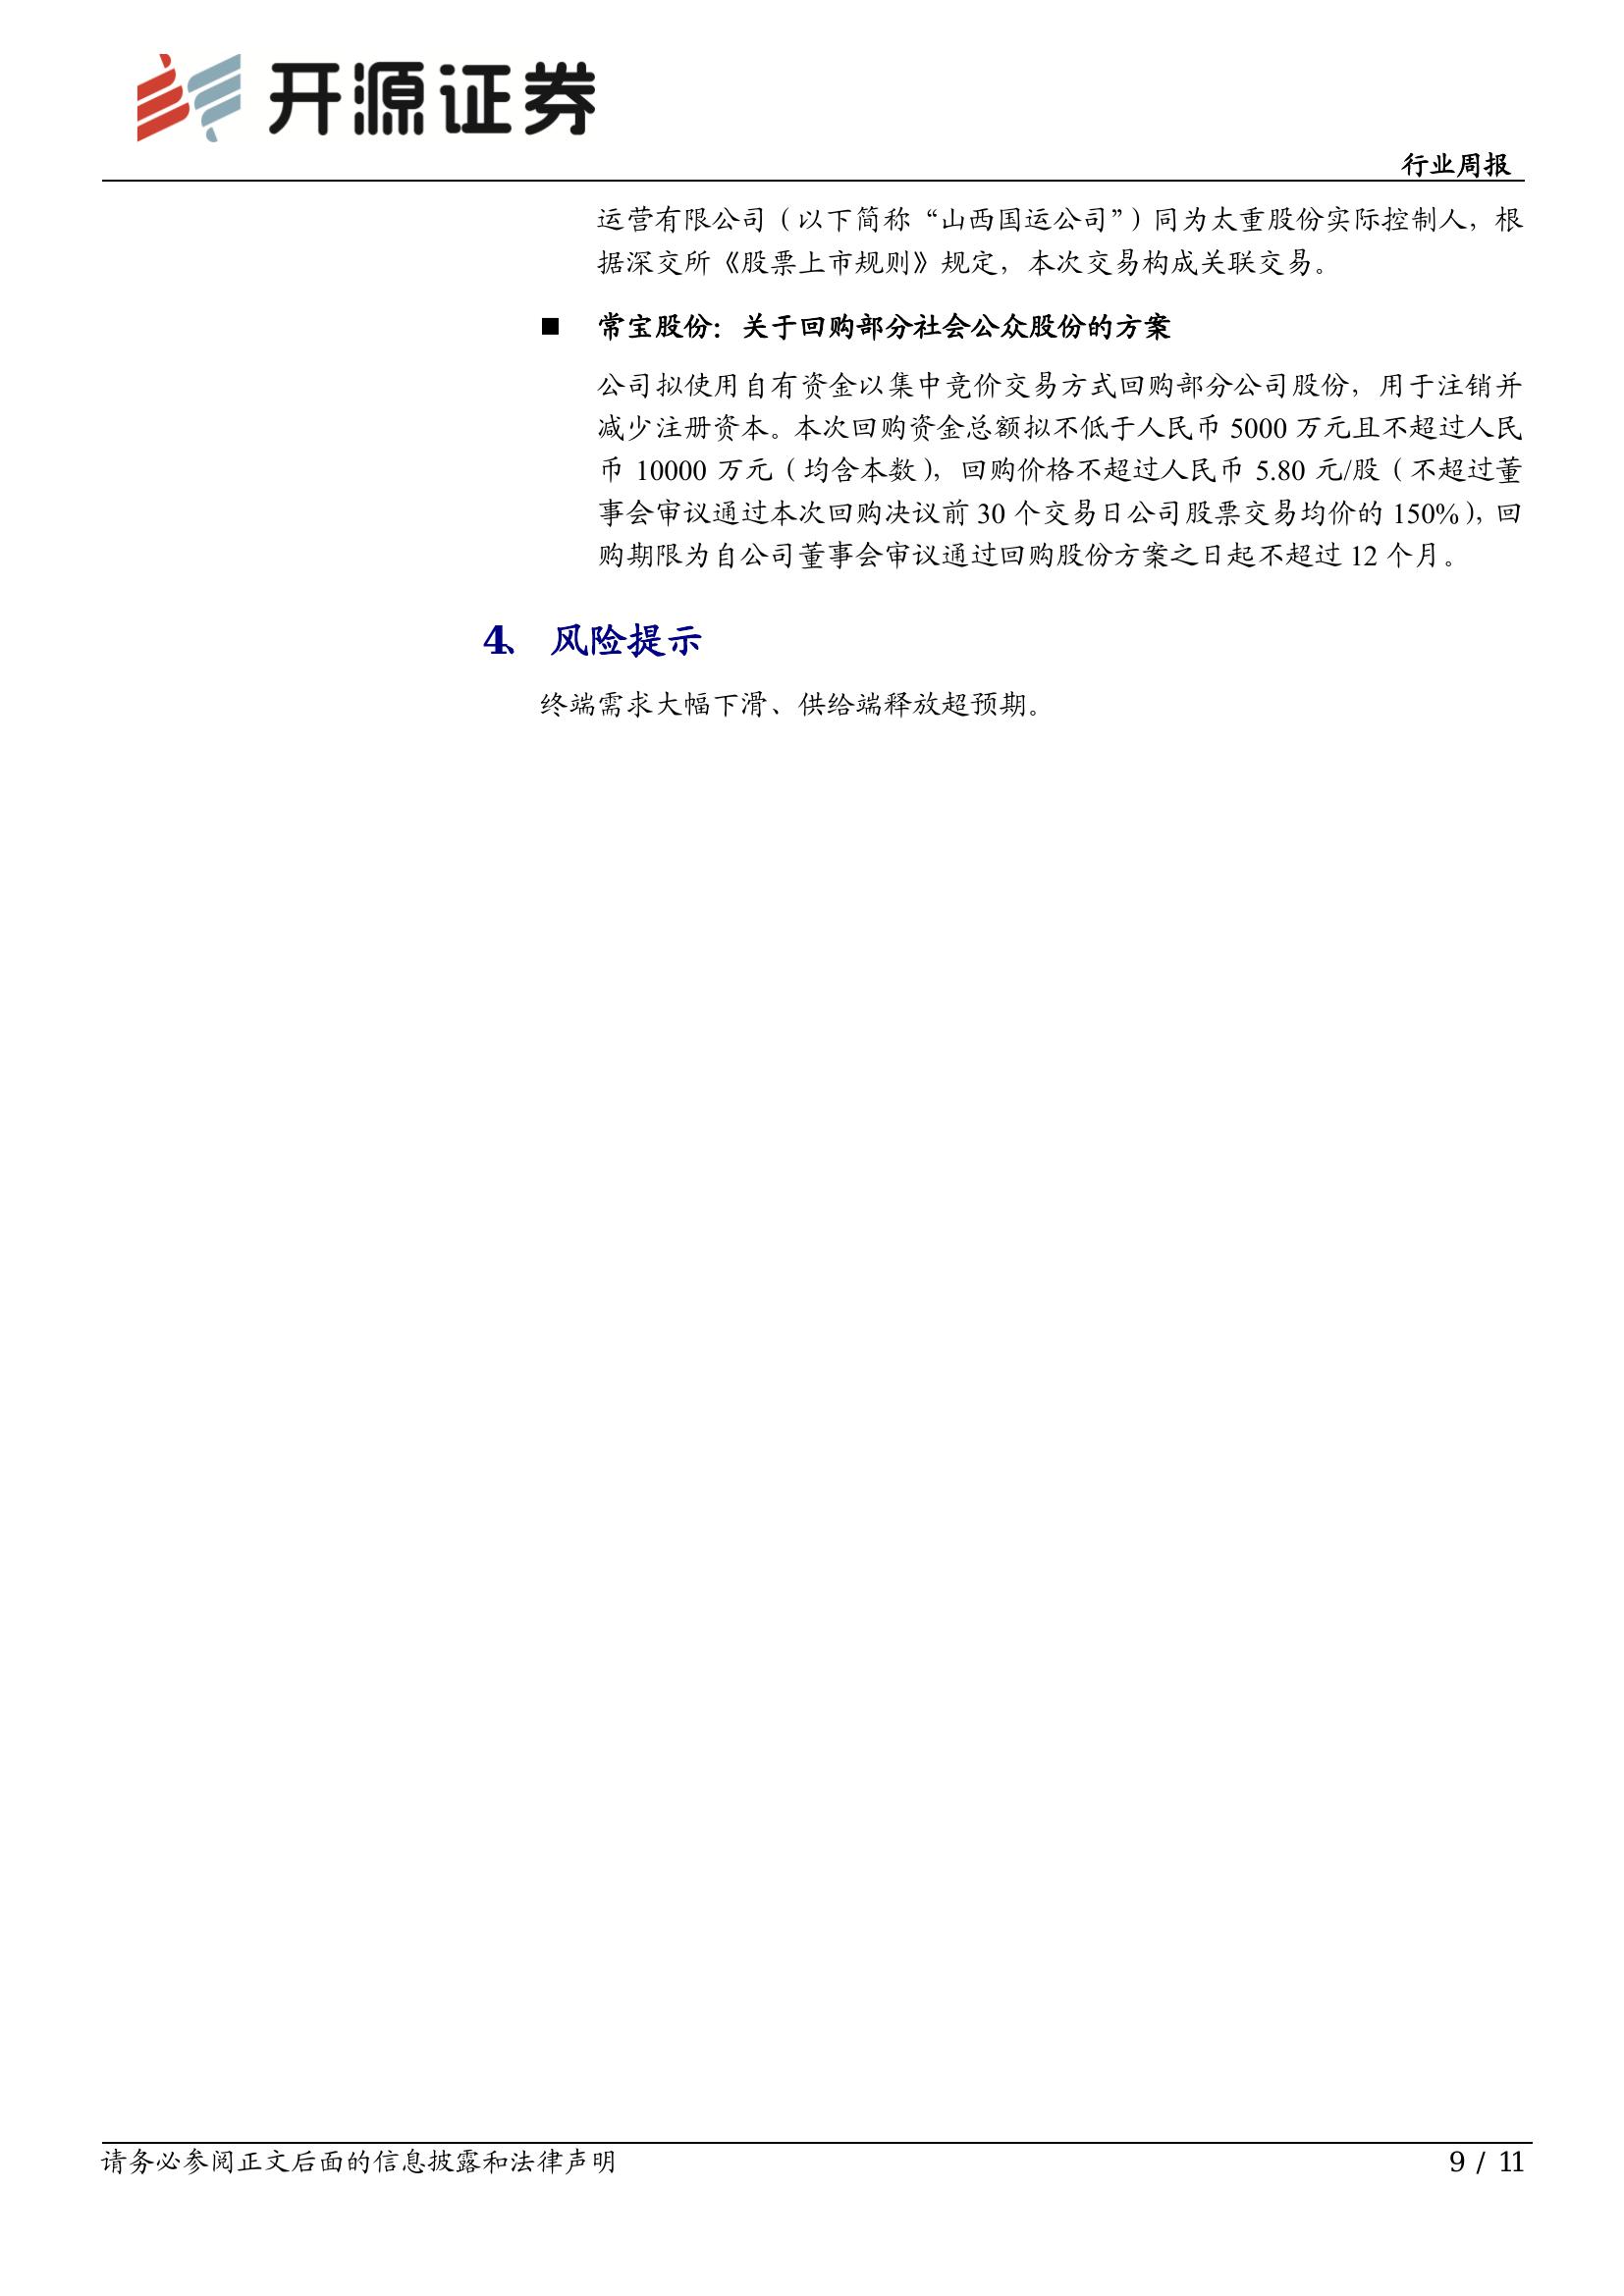 开源证券
行业周报
运营有限公司（以下简称“山西国运公司”）同为太重股份实际控制人，根
据深交所《股票上市规则》规定，本次交易构成关联交易。
■ 常宝股份：关于回购部分社会公众股份的方案
公司拟使用自有资金以集中竞价交易方式回购部分公司股份，用于注销并
减少注册资本。本次回购资金总额拟不低于人民币 5000 万元且不超过人民
币 10000 万元（均含本数），回购价格不超过人民币 5.80 元/股（不超过董
事会审议通过本次回购决议前 30 个交易日公司股票交易均价的 150%），回
购期限为自公司董事会审议通过回购股份方案之日起不超过 12 个月。
4、 风险提示
终端需求大幅下滑、供给端释放超预期。
请务必参阅正文后面的信息披露和法律声明
9 / 11